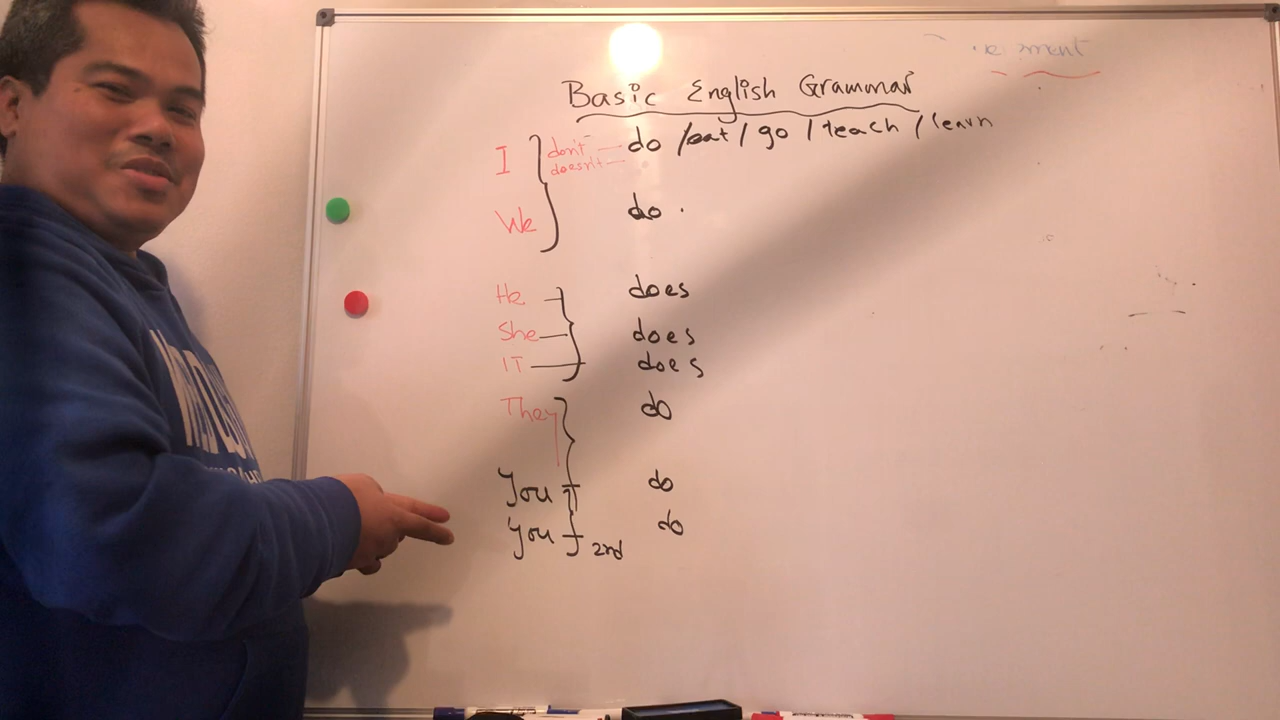 ment
Basic English Grammar
I don't do / eat / go / teach / learn
doesn't
We do .
He does
She does
IT does
They do
You do
You 2nd do